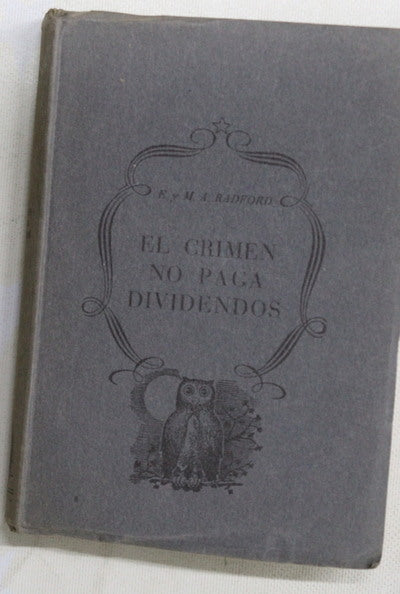 E. y M. A. RADFORD
EL CRIMEN
NO PAGA
DIVIDENDOS